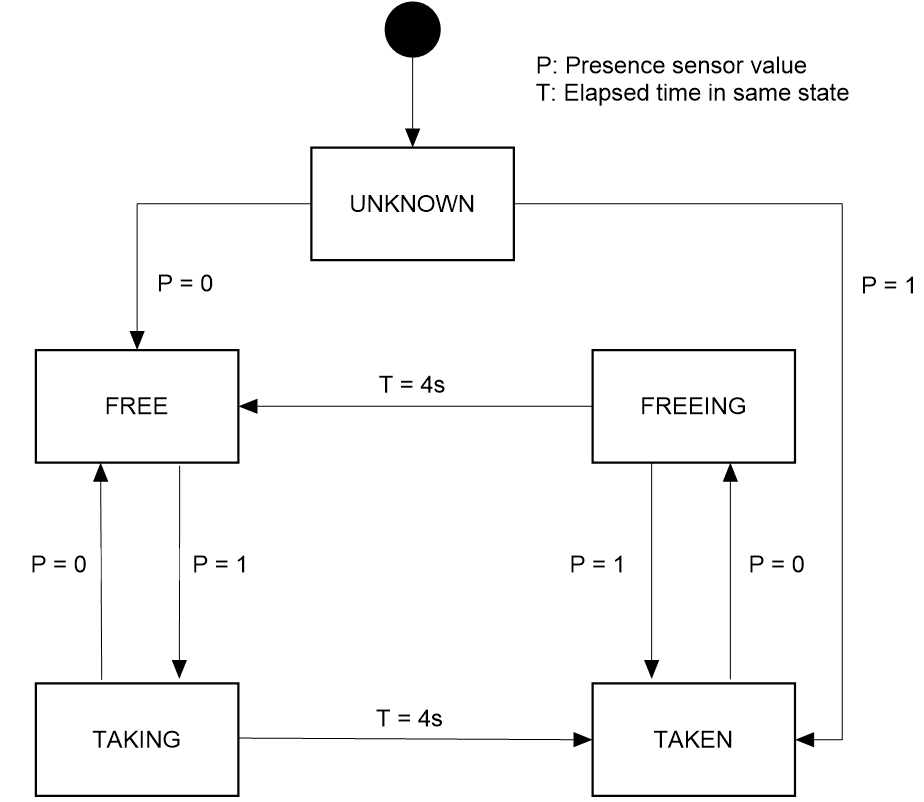 P: Presence sensor value
T: Elapsed time in same state
UNKNOWN
P = 0
P = 1
T = 4s
FREE
FREEING
P = 0
P = 1
P = 1
P = 0
T = 4s
TAKING
TAKEN